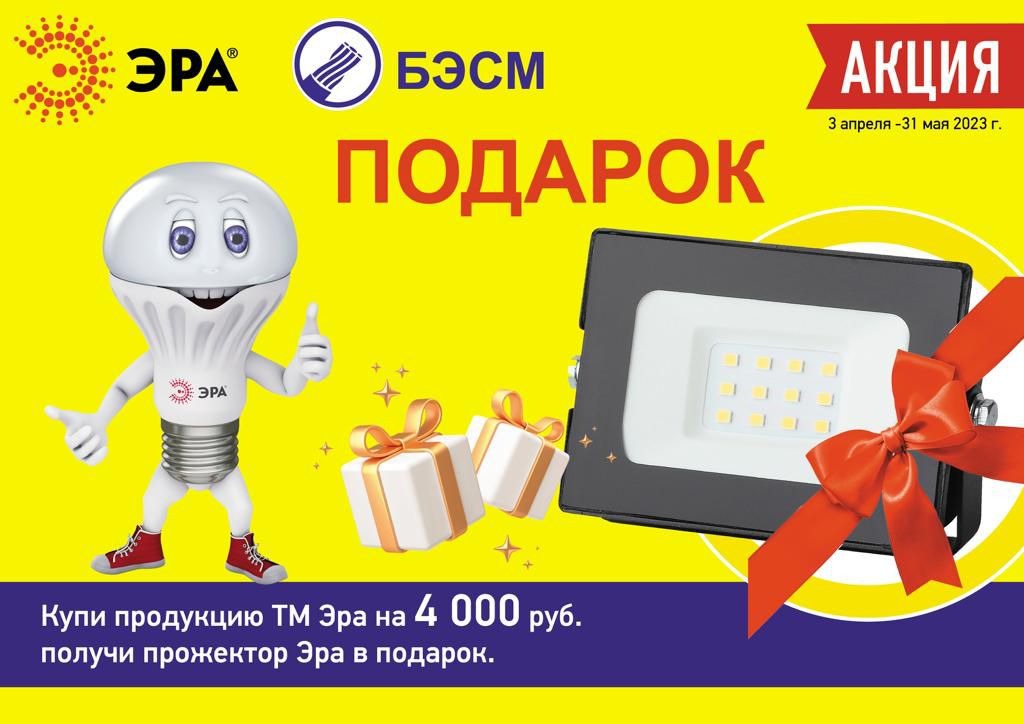 ЭРА®
БЭСМ
АКЦИЯ
3 апреля -31 мая 2023 г.
ПОДАРОК
ЭРА
Купи продукцию ТМ Эра на 4 000 руб.
получи прожектор Эра в подарок.